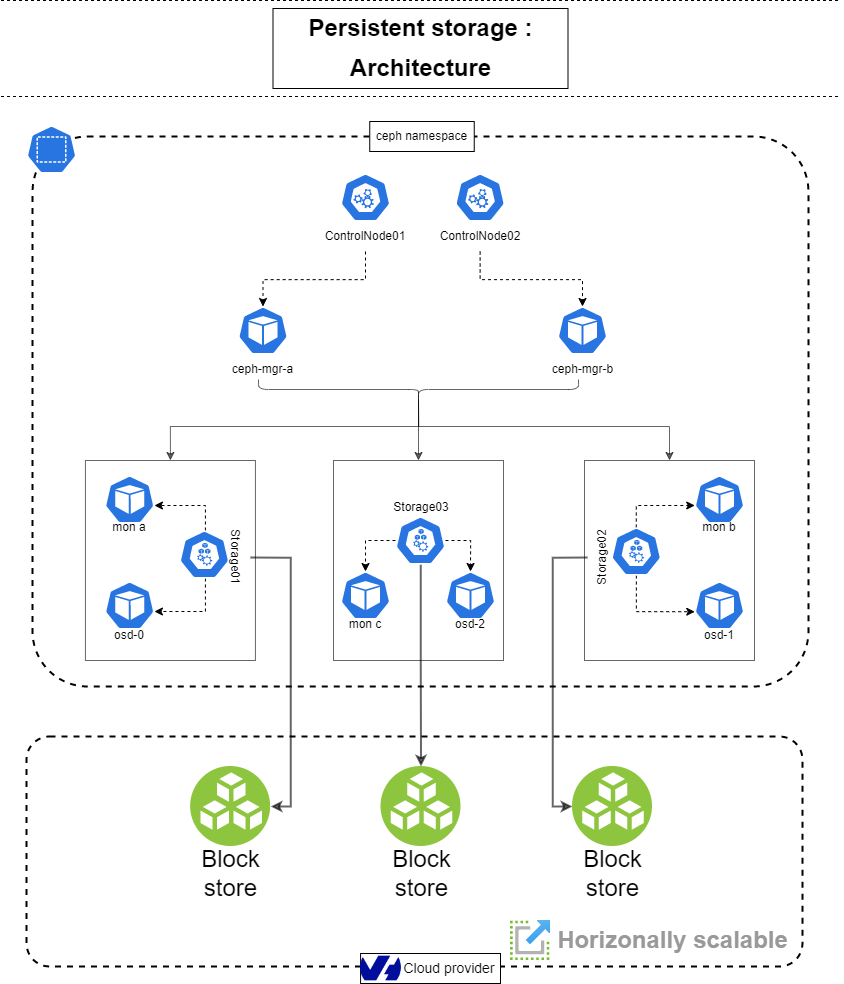 Persistent storage :
Architecture
ceph namespace
ControlNode01
ControlNode02
ceph-mgr-a
ceph-mgr-b
mon a
Storage01
osd-0
Storage03
mon c
osd-2
Storage02
mon b
osd-1
Block
store
Block
store
Block
store
Horizonally scalable
Cloud provider